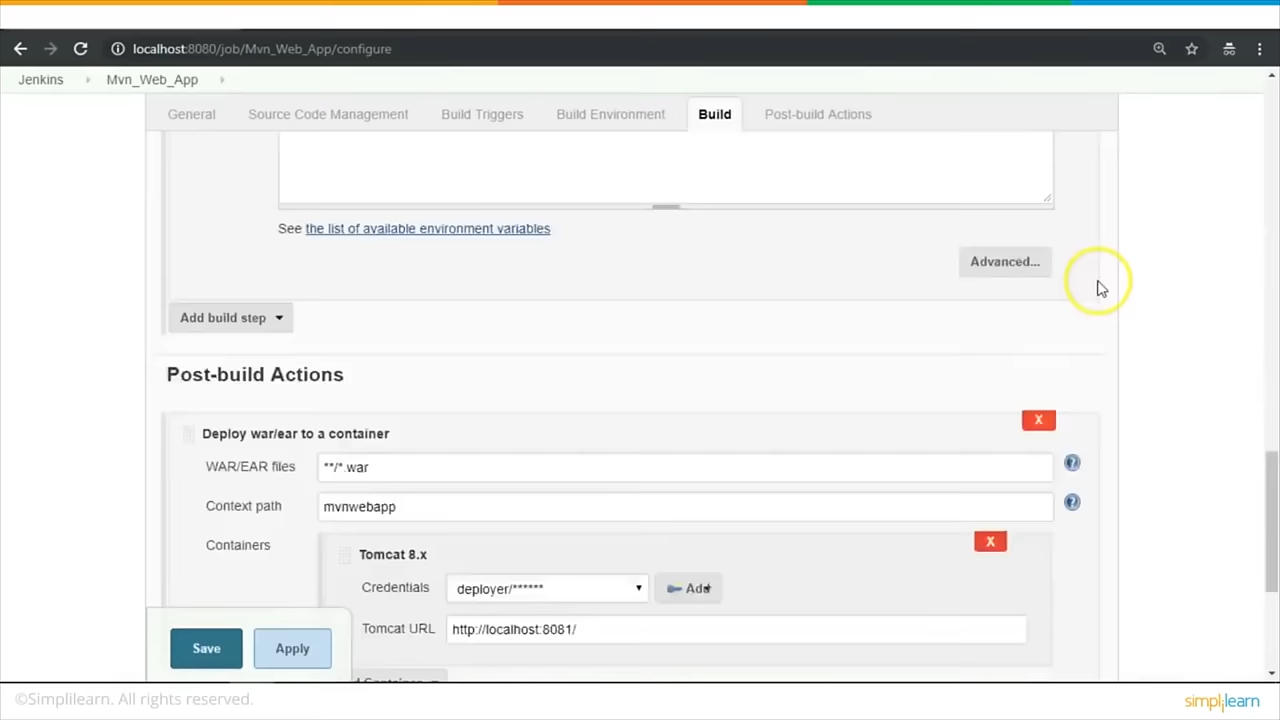 localhost:8080/job/Mvn_Web_App/configure
Jenkins Mvn_Web_App
General Source Code Management Build Triggers Build Environment Build Post-build Actions
See the list of available environment variables
Advanced...
Add build step
Post-build Actions
X
Deploy war/ear to a container
WAR/EAR files **/*.war
Context path mvnwebapp
Containers
X
Tomcat 8.x
Credentials deployer/****** Add
Tomcat URL http://localhost:8081/
Save Apply
©Simplilearn. All rights reserved.
simplilearn